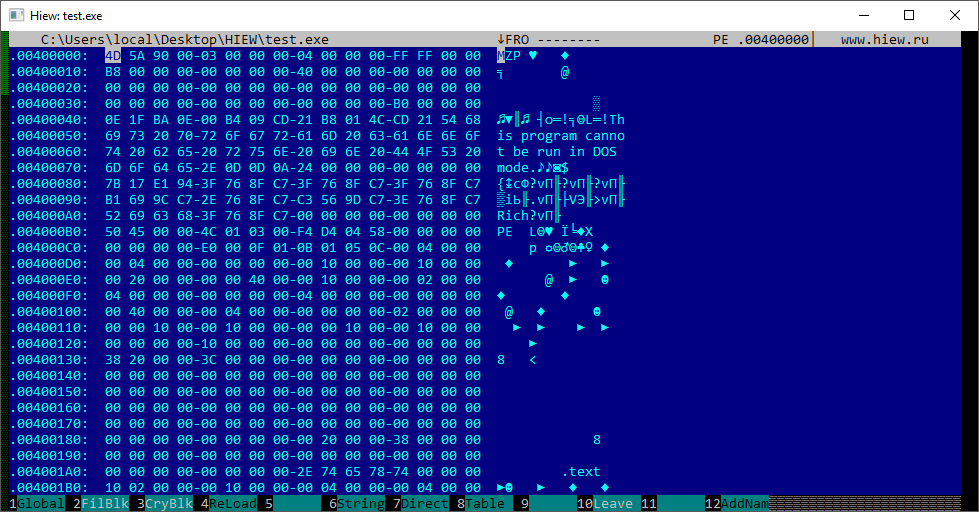 Hiew: test.exe
C:\Users\local\Desktop\HIEW\test.exe ↓FRO -------- PE .00400000| www.hiew.ru
.00400000: 4D 5A 90 00-03 00 00 00-04 00 00 00-FF FF 00 00 MZP ♥ ♦
.00400010: B8 00 00 00-00 00 00 00-40 00 00 00-00 00 00 00 ╕ @
.00400020: 00 00 00 00-00 00 00 00-00 00 00 00-00 00 00 00
.00400030: 00 00 00 00-00 00 00 00-00 00 00 00-B0 00 00 00 ░
.00400040: 0E 1F BA 0E-00 B4 09 CD-21 B8 01 4C-CD 21 54 68 ♫▼║♫ ┤o═!╕☺L═!Th
.00400050: 69 73 20 70-72 6F 67 72-61 6D 20 63-61 6E 6E 6F is program canno
.00400060: 74 20 62 65-20 72 75 6E-20 69 6E 20-44 4F 53 20 t be run in DOS
.00400070: 6D 6F 64 65-2E 0D 0D 0A-24 00 00 00-00 00 00 00 mode.♪♪◙$
.00400080: 7B 17 E1 94-3F 76 8F C7-3F 76 8F C7-3F 76 8F C7 {↨сФ?vП╟?vП╟?vП╟
.00400090: B1 69 9C C7-2E 76 8F C7-C3 56 9D C7-3E 76 8F C7 ▒iЬ╟.vП╟├VЭ╟>vП╟
.004000A0: 52 69 63 68-3F 76 8F C7-00 00 00 00-00 00 00 00 Rich?vП╟
.004000B0: 50 45 00 00-4C 01 03 00-F4 D4 04 58-00 00 00 00 PE L☺♥ Ї╘♦X
.004000C0: 00 00 00 00-E0 00 0F 01-0B 01 05 0C-00 04 00 00 р ☼☺♂☺♣♀ ♦
.004000D0: 00 04 00 00-00 00 00 00-00 10 00 00-00 10 00 00 ♦ ► ►
.004000E0: 00 20 00 00-00 00 40 00-00 10 00 00-00 02 00 00 @ ► ☻
.004000F0: 04 00 00 00-00 00 00 00-04 00 00 00-00 00 00 00 ♦ ♦
.00400100: 00 40 00 00-00 04 00 00-00 00 00 00-02 00 00 00 @ ♦ ☻
.00400110: 00 00 10 00-00 10 00 00-00 00 10 00-00 10 00 00 ► ► ► ►
.00400120: 00 00 00 00-10 00 00 00-00 00 00 00-00 00 00 00 ►
.00400130: 38 20 00 00-3C 00 00 00-00 00 00 00-00 00 00 00 8 <
.00400140: 00 00 00 00-00 00 00 00-00 00 00 00-00 00 00 00
.00400150: 00 00 00 00-00 00 00 00-00 00 00 00-00 00 00 00
.00400160: 00 00 00 00-00 00 00 00-00 00 00 00-00 00 00 00
.00400170: 00 00 00 00-00 00 00 00-00 00 00 00-00 00 00 00
.00400180: 00 00 00 00-00 00 00 00-00 20 00 00-38 00 00 00 8
.00400190: 00 00 00 00-00 00 00 00-00 00 00 00-00 00 00 00
.004001A0: 00 00 00 00-00 00 00 00-2E 74 65 78-74 00 00 00 .text
.004001B0: 10 02 00 00-00 10 00 00-00 04 00 00-00 04 00 00 ►☻ ► ♦ ♦
1Global 2FilBlk 3CryBlk 4ReLoad 5 6String 7Direct 8Table 9 10Leave 11 12AddNam